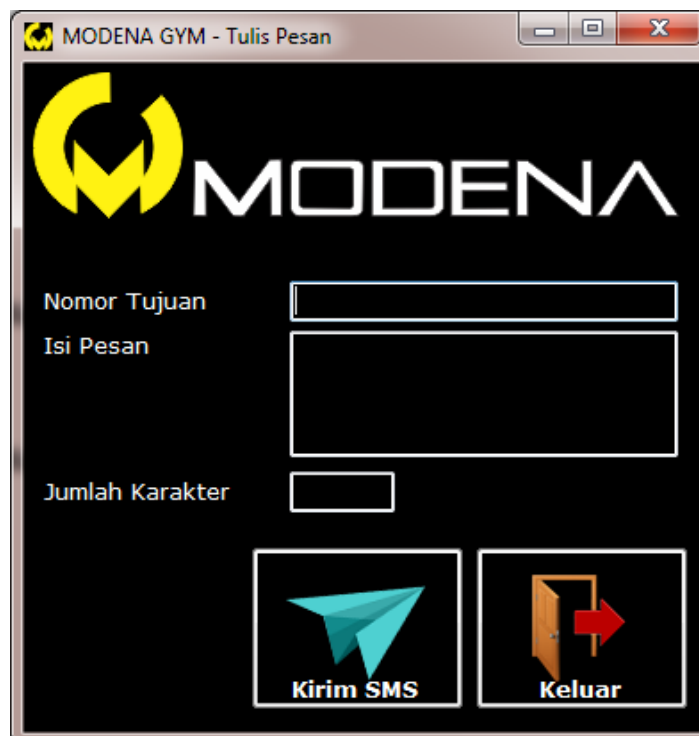 MODENA GYM - Tulis Pesan
MODENA
Nomor Tujuan
Isi Pesan
Jumlah Karakter
Kirim SMS
Keluar